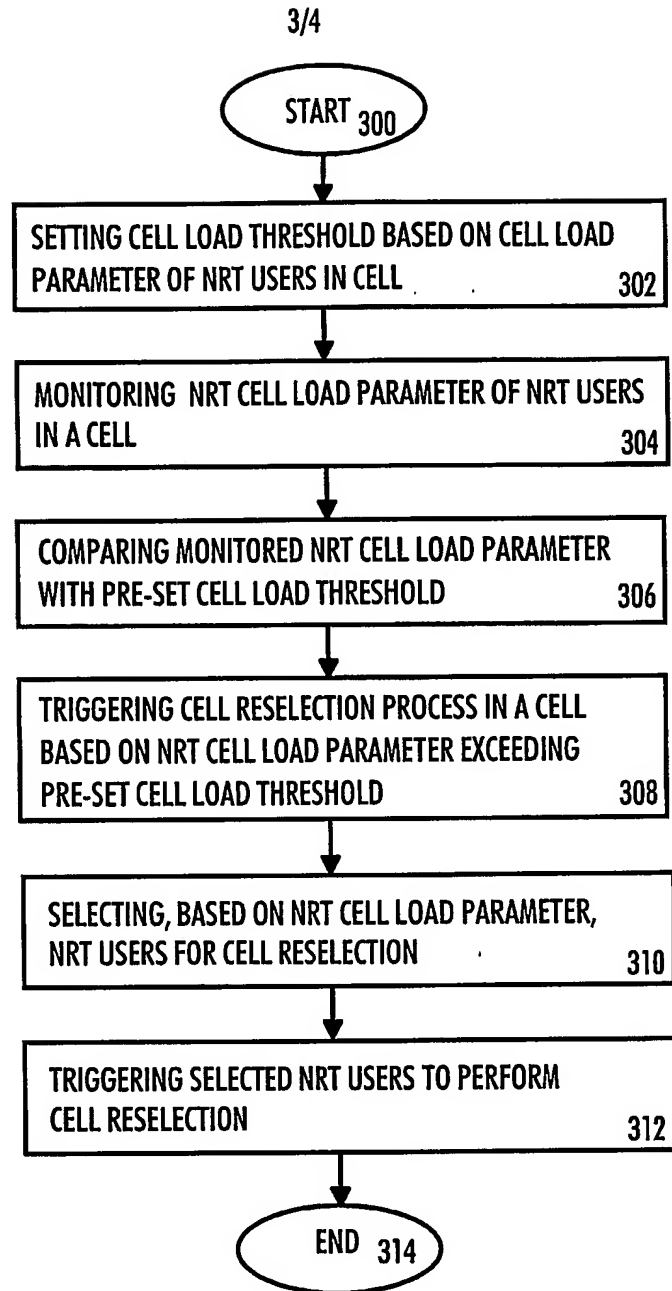 3/4
START 300
SETTING CELL LOAD THRESHOLD BASED ON CELL LOAD
PARAMETER OF NRT USERS IN CELL
302
MONITORING NRT CELL LOAD PARAMETER OF NRT USERS
IN A CELL
304
COMPARING MONITORED NRT CELL LOAD PARAMETER
WITH PRE-SET CELL LOAD THRESHOLD
306
TRIGGERING CELL RESELECTION PROCESS IN A CELL
BASED ON NRT CELL LOAD PARAMETER EXCEEDING
PRE-SET CELL LOAD THRESHOLD
308
SELECTING, BASED ON NRT CELL LOAD PARAMETER,
NRT USERS FOR CELL RESELECTION
310
TRIGGERING SELECTED NRT USERS TO PERFORM
CELL RESELECTION
312
END 314